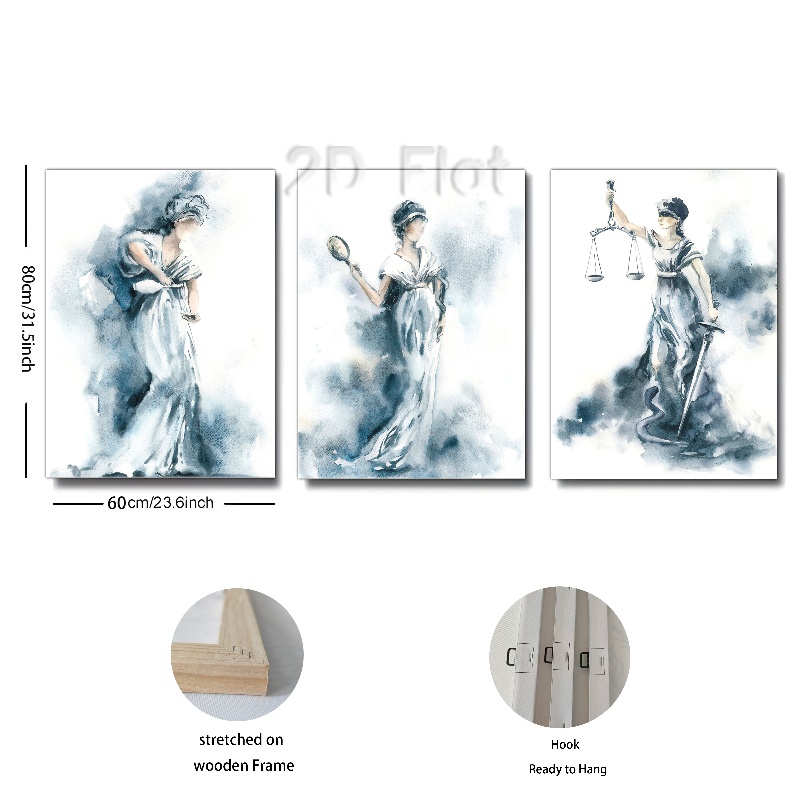 2D Flat
80cm/31.5inch
60cm/23.6inch
stretched on
wooden Frame
Hook
Ready to Hang